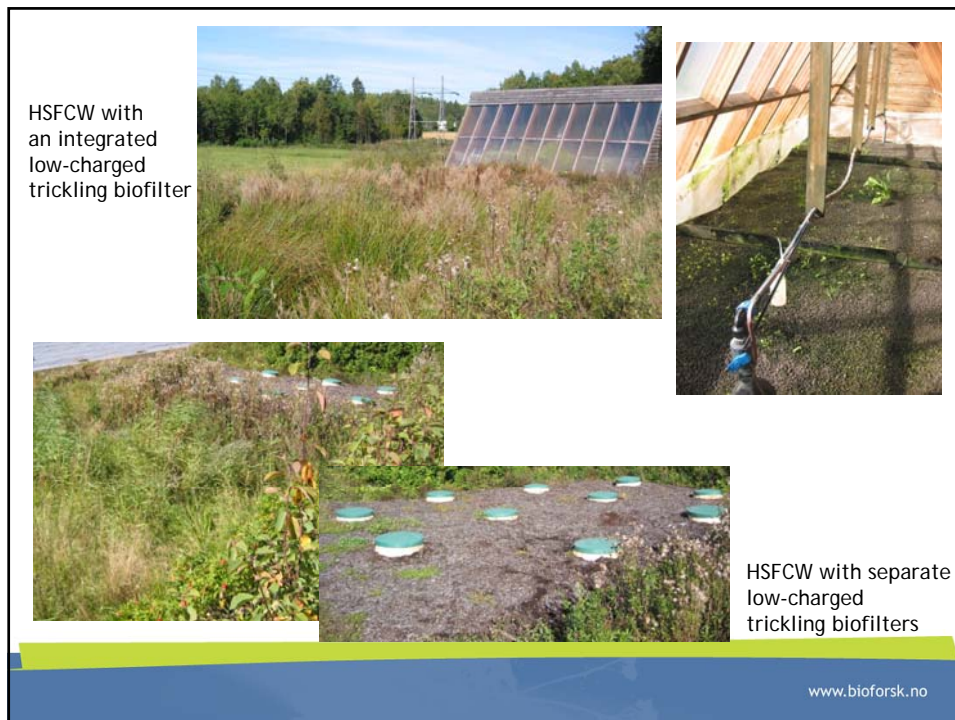 HSFCW with
an integrated
low-charged
trickling biofilter
HSFCW with separate
low-charged
trickling biofilters
www.bioforsk.no